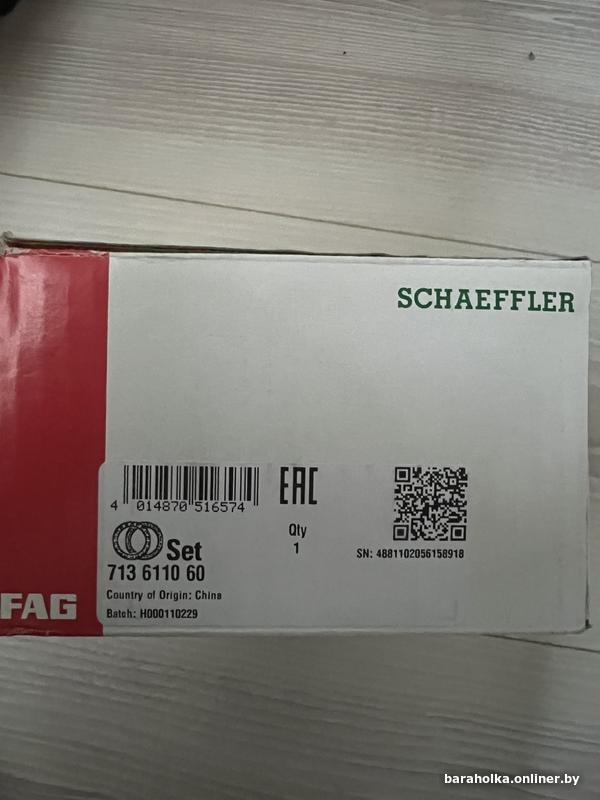 SCHAEFFLER
4 014870 516574
EAC
Qty
1
Set
713 6110 60
SN: 4881102056158918
Country of Origin: China
Batch: H000110229
FAG
baraholka.onliner.by